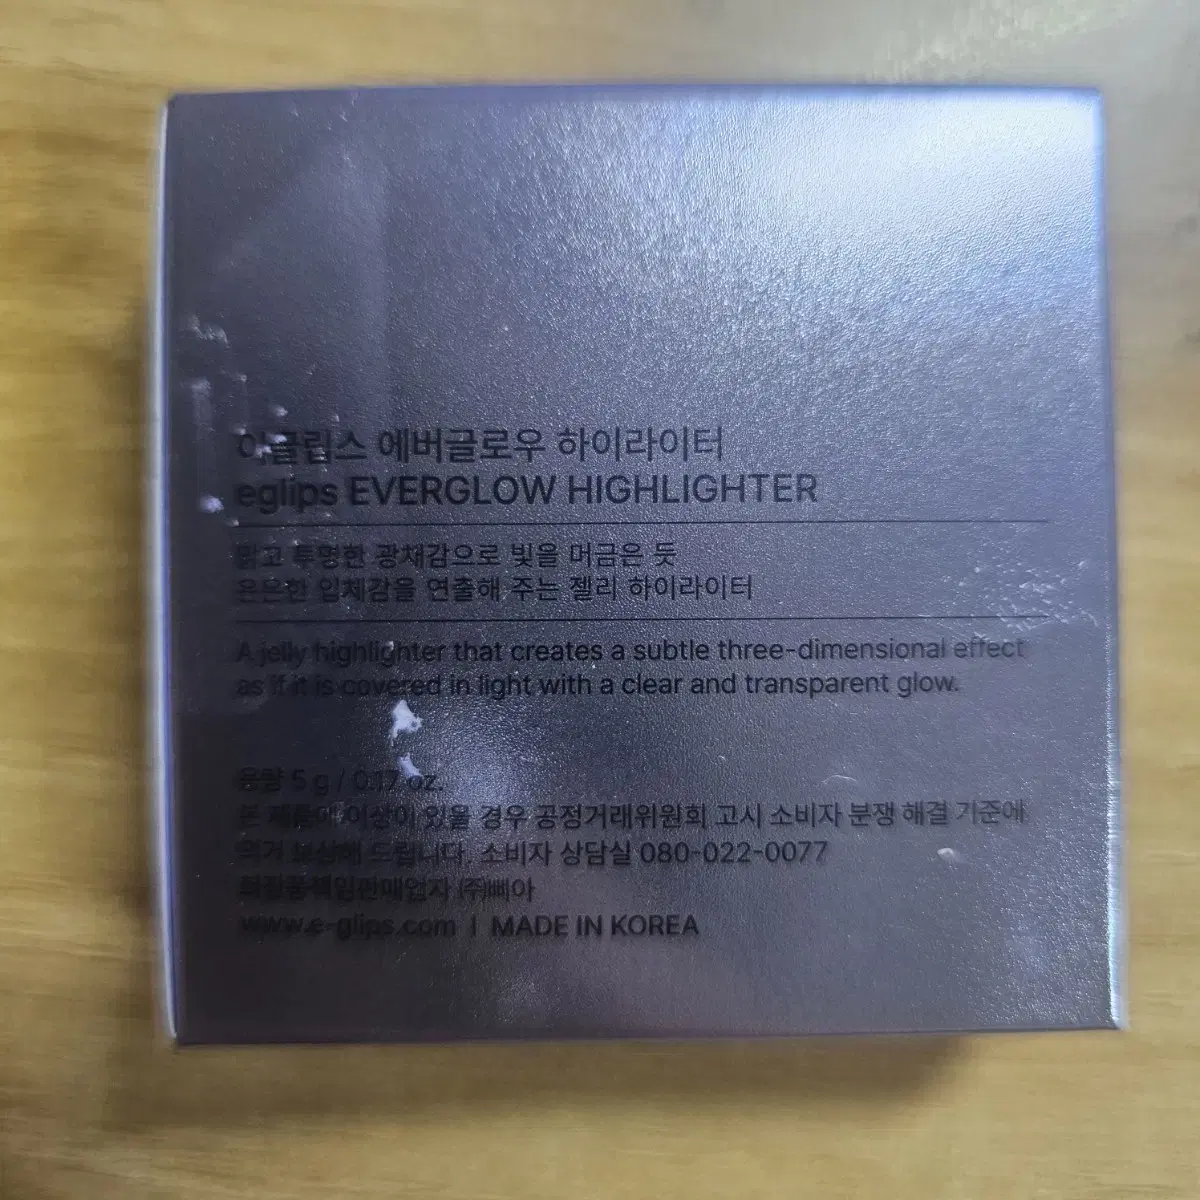 이글립스 에버글로우 하이라이터
eglips EVERGLOW HIGHLIGHTER
맑고 투명한 광채감으로 빛을 머금은 듯
은은한 입체감을 연출해 주는 젤리 하이라이터
A jelly highlighter that creates a subtle three-dimensional effect
as if it is covered in light with a clear and transparent glow.
용량 5 g / 0.17 oz.
본 제품에 이상이 있을 경우 공정거래위원회 고시 소비자 분쟁 해결 기준에
의거 보상해 드립니다. 소비자 상담실 080-022-0077
화장품책임판매업자 (주)삐아
www.e-glips.com | MADE IN KOREA